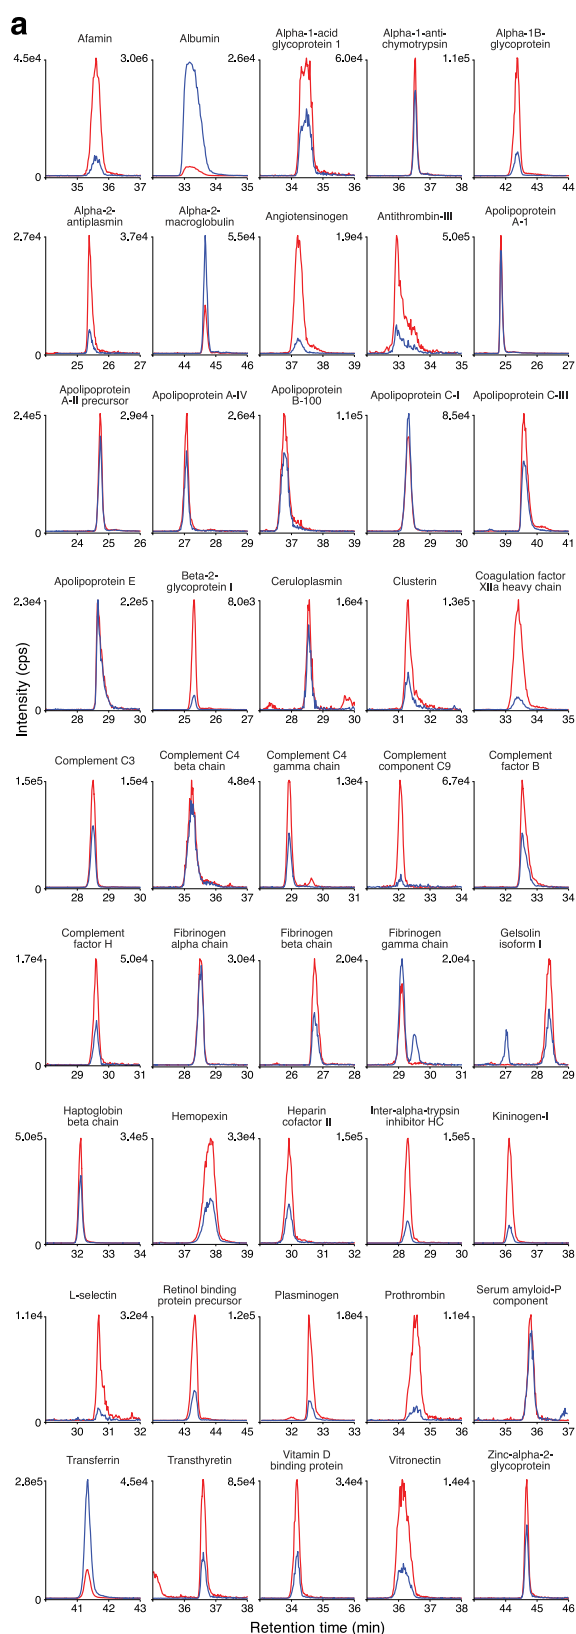 a
Afamin
Albumin
Alpha-1-acid
glycoprotein 1
Alpha-1-anti-
chymotrypsin
Alpha-1B-
glycoprotein
4.5e4 3.0e6 2.6e4 6.0e4 1.1e5
0
35 36 37 33 34 35 34 35 36 36 37 38 42 43 44
Alpha-2-
antiplasmin
Alpha-2-
macroglobulin
Angiotensinogen
Antithrombin-III
Apolipoprotein
A-1
2.7e4 3.7e4 5.5e4 1.9e4 5.0e5
0
25 26 27 44 45 46 37 38 39 33 34 35 25 26 27
Apolipoprotein
A-II precursor
Apolipoprotein A-IV
Apolipoprotein
B-100
Apolipoprotein C-I
Apolipoprotein C-III
2.4e5 2.9e4 2.6e4 1.1e5 8.5e4
0
24 25 26 27 28 29 37 38 39 28 29 30 39 40 41
Apolipoprotein E
Beta-2-
glycoprotein I
Ceruloplasmin
Clusterin
Coagulation factor
XIIa heavy chain
2.3e4 2.2e5 8.0e3 1.6e4 1.3e5
0
28 29 30 25 26 27 28 29 30 31 32 33 33 34 35
Intensity (cps)
Complement C3
Complement C4
beta chain
Complement C4
gamma chain
Complement
component C9
Complement
factor B
1.5e5 1.5e4 4.8e4 1.3e4 6.7e4
0
28 29 30 35 36 37 29 30 31 32 33 34 32 33 34
Complement
factor H
Fibrinogen
alpha chain
Fibrinogen
beta chain
Fibrinogen
gamma chain
Gelsolin
isoform I
1.7e4 5.0e4 3.0e4 2.0e4 2.0e4
0
29 30 31 28 29 30 26 27 28 29 30 31 27 28 29
Haptoglobin
beta chain
Hemopexin
Heparin
cofactor II
Inter-alpha-trypsin
inhibitor HC
Kininogen-I
5.0e5 3.4e5 3.3e4 1.5e5 1.5e5
0
32 33 34 37 38 39 30 31 32 28 29 30 36 37 38
L-selectin
Retinol binding
protein precursor
Plasminogen
Prothrombin
Serum amyloid-P
component
1.1e4 3.2e4 1.2e5 1.8e4 1.1e4
0
30 31 32 43 44 45 31 32 33 34 35 36 35 36 37
Transferrin
Transthyretin
Vitamin D
binding protein
Vitronectin
Zinc-alpha-2-
glycoprotein
2.8e5 4.5e4 8.5e4 3.4e4 1.4e4
0
41 42 43 36 37 38 34 35 36 36 37 38 44 45 46
Retention time (min)